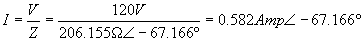 I = V/Z = 120V/206.155Ω∠−67.166° = 0.582Amp∠−67.166°